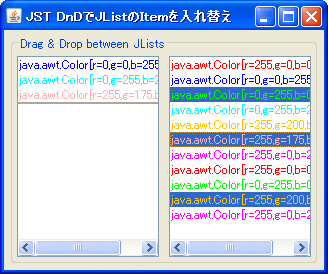 JST DnDでJListのItemを入れ替え
Drag & Drop between JLists
java.awt.Color[r=0,g=0,b=255
java.awt.Color[r=0,g=255,b=2
java.awt.Color[r=255,g=175,b
java.awt.Color[r=255,g=0,b=0
java.awt.Color[r=0,g=0,b=255
java.awt.Color[r=0,g=255,b=0
java.awt.Color[r=0,g=255,b=2
java.awt.Color[r=255,g=200,b
java.awt.Color[r=255,g=175,b
java.awt.Color[r=255,g=0,b=2
java.awt.Color[r=255,g=0,b=0
java.awt.Color[r=0,g=255,b=0
java.awt.Color[r=255,g=200,b
java.awt.Color[r=255,g=0,b=2